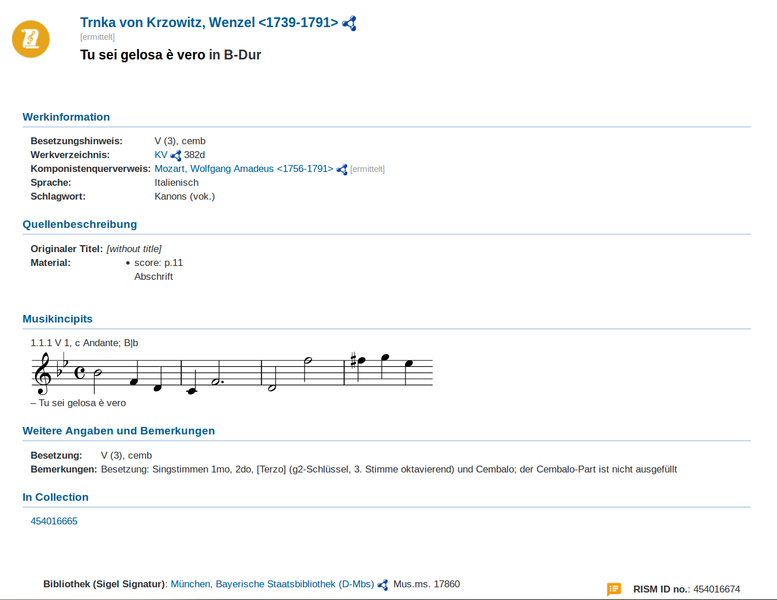 Trnka von Krzowitz, Wenzel <1739-1791>
[ermittelt]
Tu sei gelosa è vero in B-Dur
Werkinformation
Besetzungshinweis: V (3), cemb
Werkverzeichnis: KV 382d
Komponistenquerverweis: Mozart, Wolfgang Amadeus <1756-1791> [ermittelt]
Sprache: Italienisch
Schlagwort: Kanons (vok.)
Quellenbeschreibung
Originaler Titel: [without title]
Material: • score: p.11
Abschrift
Musikincipits
1.1.1 V 1, c Andante; B|b
– Tu sei gelosa è vero
Weitere Angaben und Bemerkungen
Besetzung: V (3), cemb
Bemerkungen: Besetzung: Singstimmen 1mo, 2do, [Terzo] (g2-Schlüssel, 3. Stimme oktavierend) und Cembalo; der Cembalo-Part ist nicht ausgefüllt
In Collection
454016665
Bibliothek (Sigel Signatur): München, Bayerische Staatsbibliothek (D-Mbs) Mus.ms. 17860
RISM ID no.: 454016674